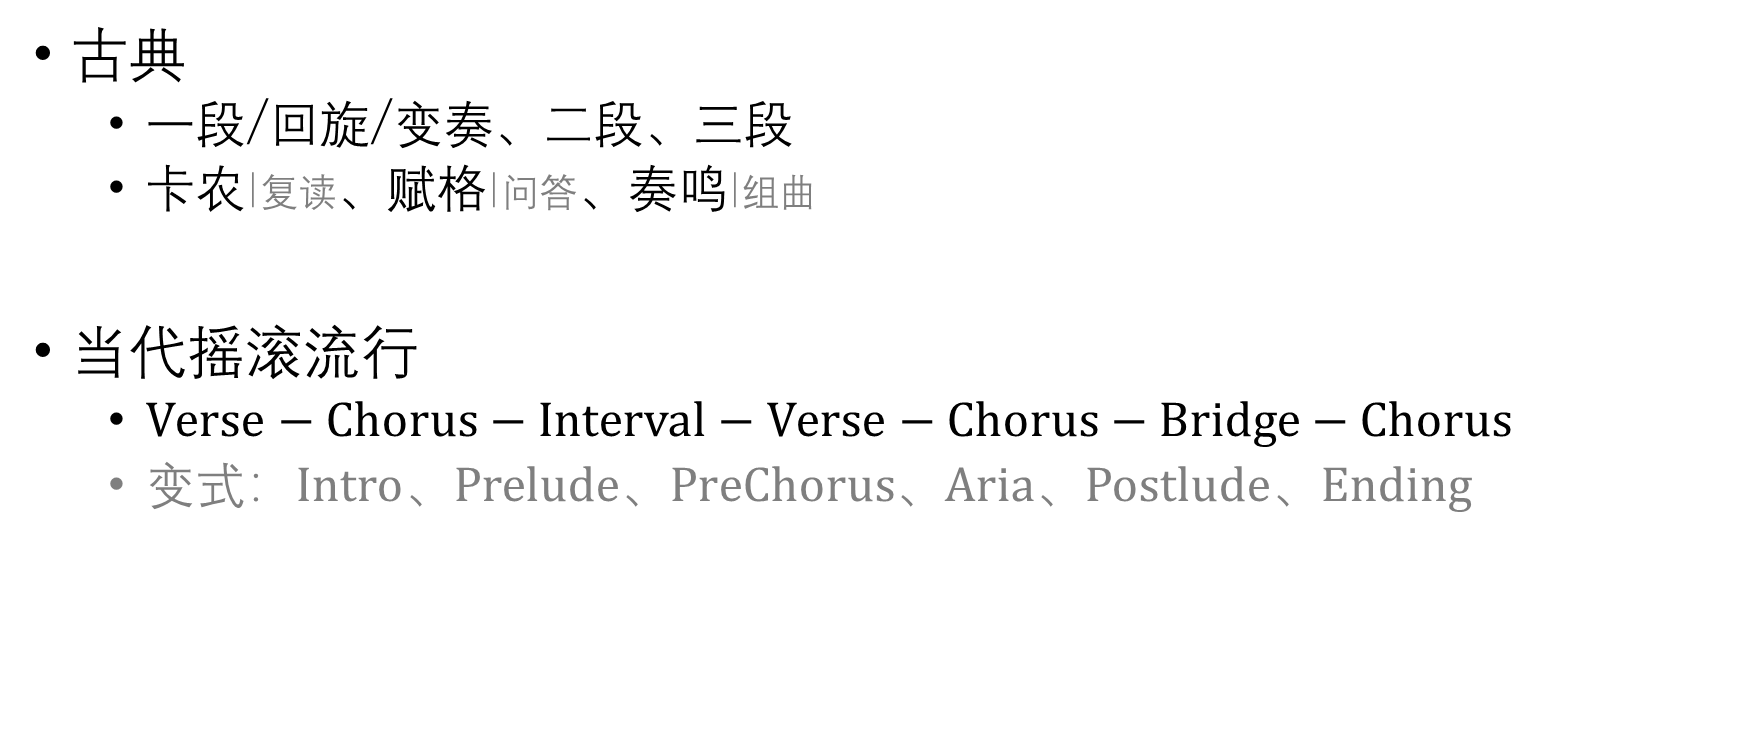 • 古典
• 一段/回旋/变奏、二段、三段
• 卡农|复读、赋格|问答、奏鸣|组曲
• 当代摇滚流行
• Verse – Chorus – Interval – Verse – Chorus – Bridge – Chorus
• 变式：Intro、Prelude、PreChorus、Aria、Postlude、Ending